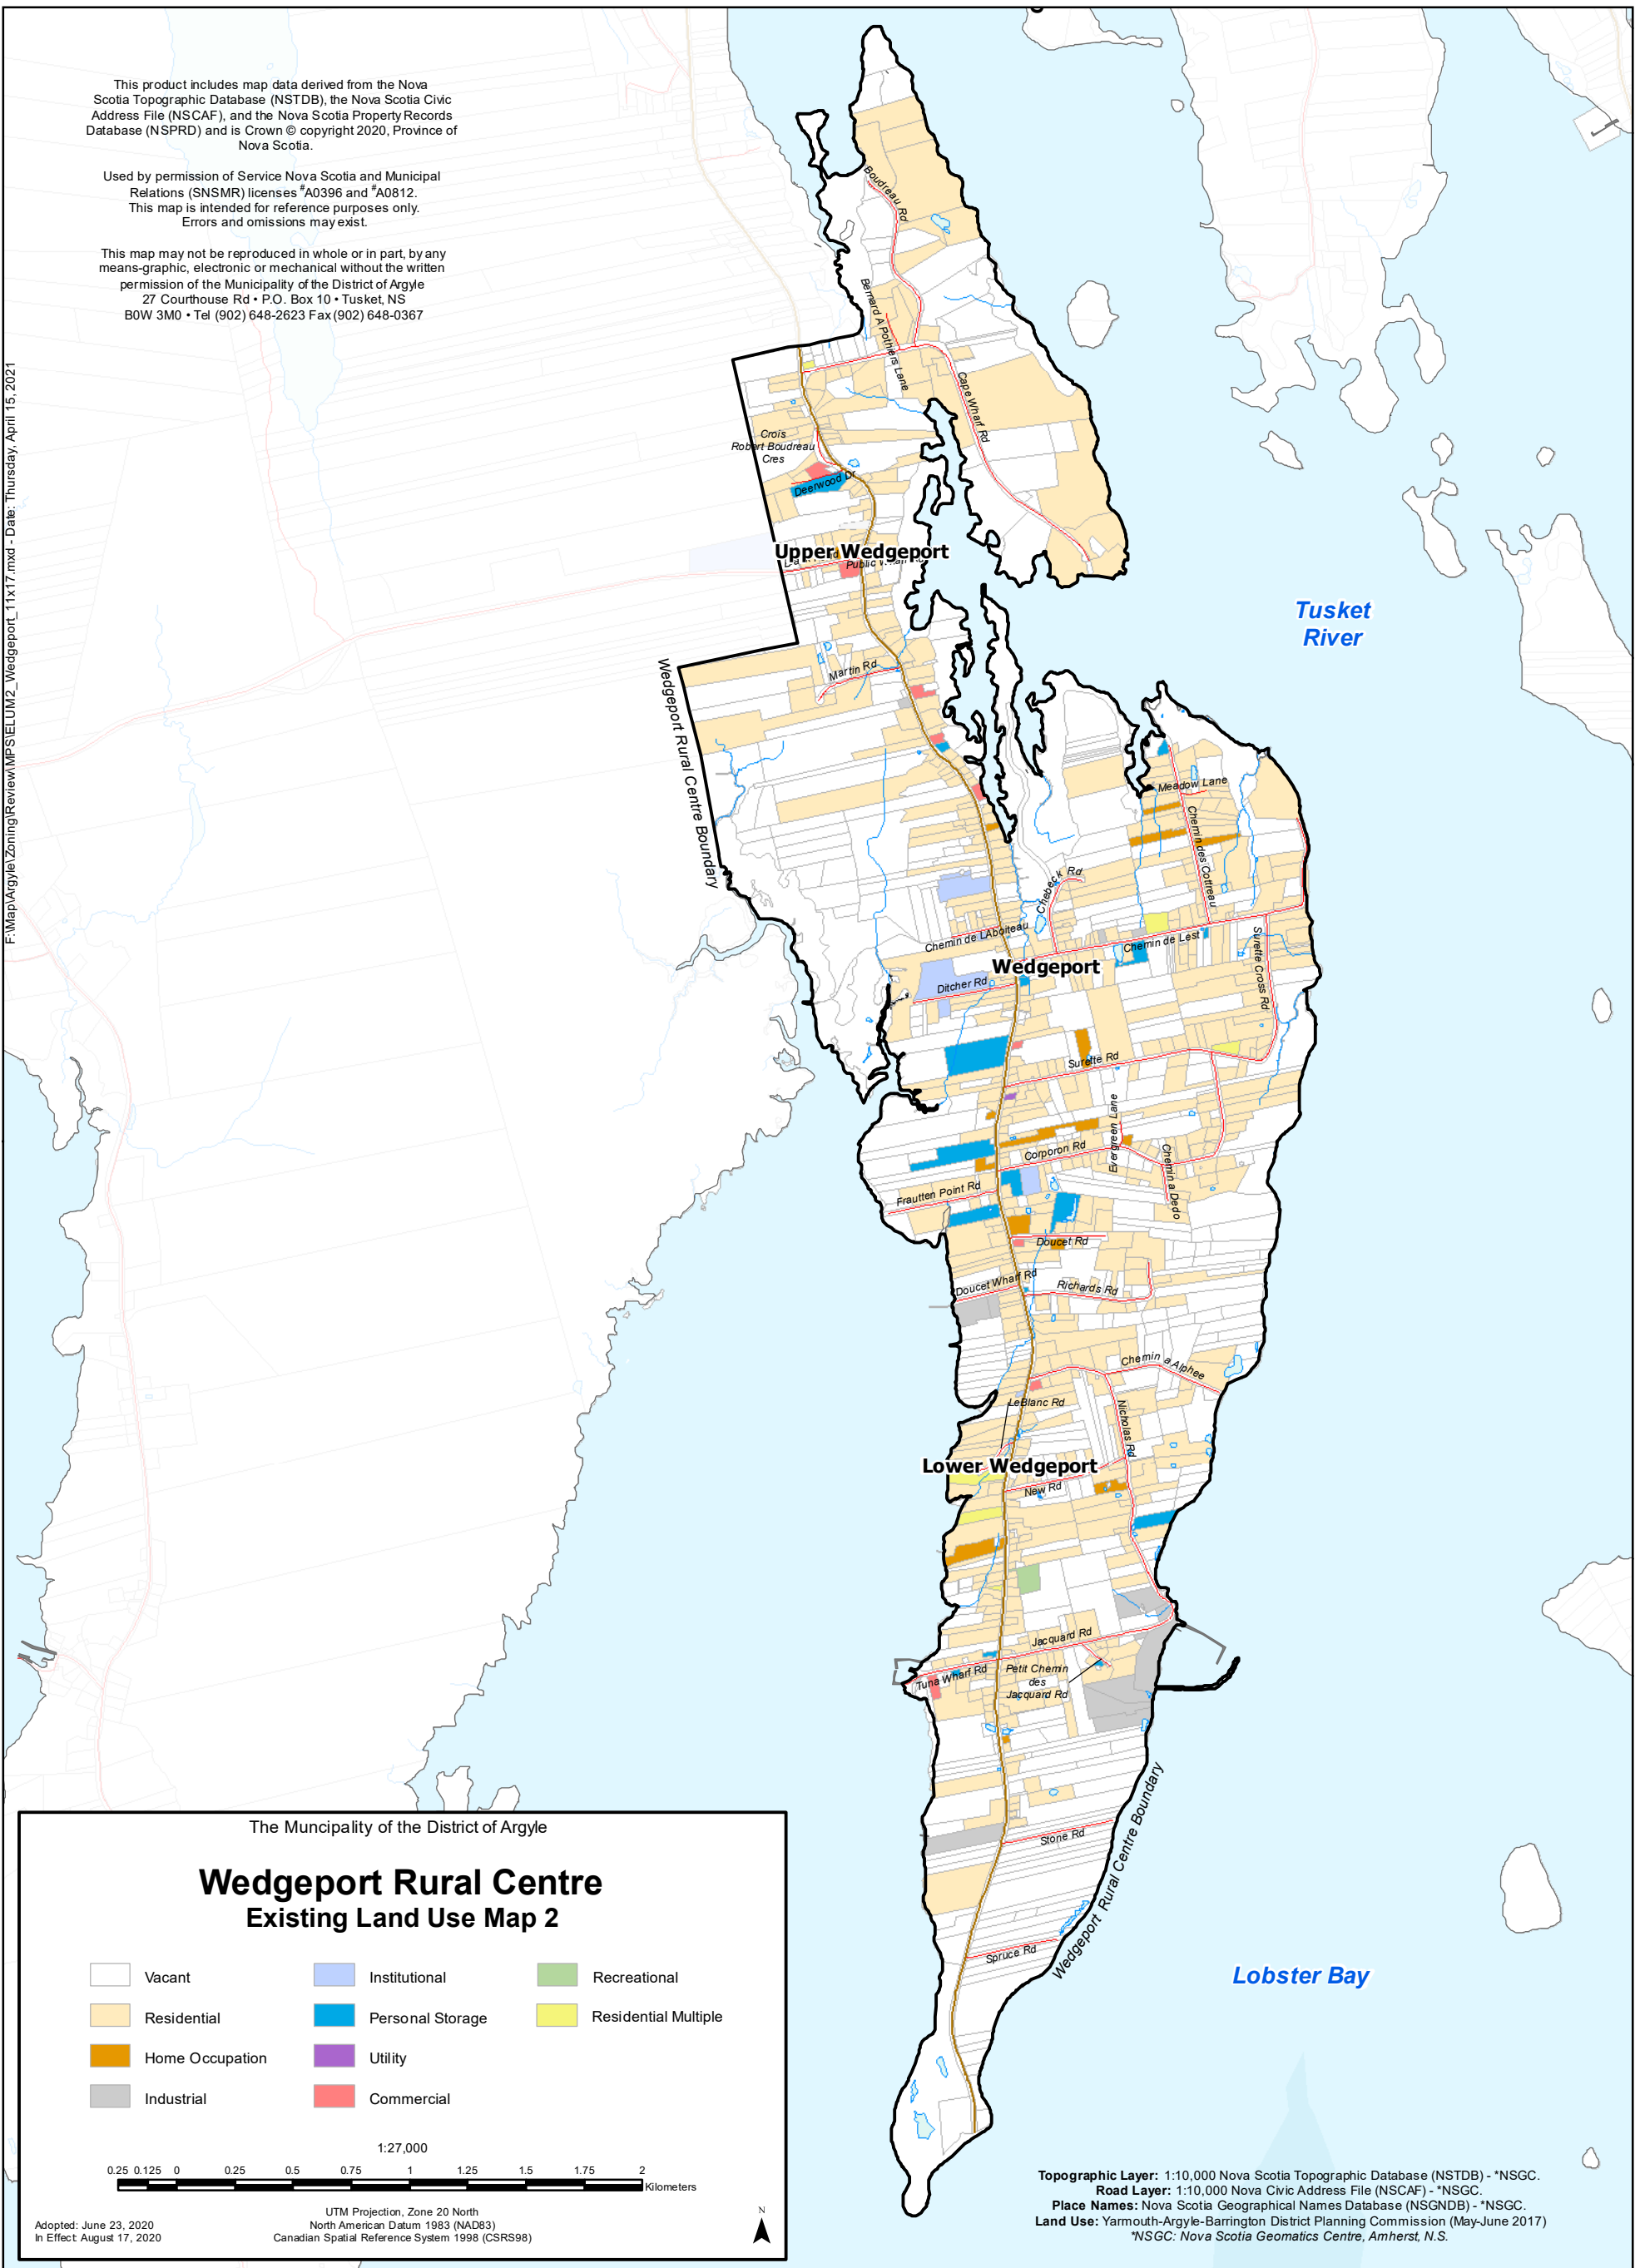 This product includes map data derived from the Nova
Scotia Topographic Database (NSTDB), the Nova Scotia Civic
Address File (NSCAF), and the Nova Scotia Property Records
Database (NSPRD) and is Crown © copyright 2020, Province of
Nova Scotia.
Used by permission of Service Nova Scotia and Municipal
Relations (SNSMR) licenses #A0396 and #A0812.
This map is intended for reference purposes only.
Errors and omissions may exist.
This map may not be reproduced in whole or in part, by any
means-graphic, electronic or mechanical without the written
permission of the Municipality of the District of Argyle
27 Courthouse Rd • P.O. Box 10 • Tusket, NS
B0W 3M0 • Tel (902) 648-2623 Fax (902) 648-0367
F:\Map\Argyle\Zoning\Review\MPS\ELUM2_Wedgeport_11x17.mxd - Date: Thursday, April 15, 2021
Boudreau Rd
Bernard A Pothiers Lane
Cape Wharf Rd
Crois
Robert Boudreau
Cres
Deerwood Dr
Upper Wedgeport
Public
Tusket
River
Martin Rd
Wedgeport Rural Centre Boundary
Meadow Lane
Chemin des Cottreau
Chebeck Rd
Chemin de LAboiteau
Chemin de Lest
Surette Cross Rd
Wedgeport
Ditcher Rd
Surette Rd
Evergreen Lane
Corporon Rd
Chemin a Dedo
Frautten Point Rd
Doucet Rd
Doucet Wharf Rd
Richards Rd
Chemin a Alphee
LeBlanc Rd
Nicholas Rd
Lower Wedgeport
New Rd
Jacquard Rd
Tuna Wharf Rd
Petit Chemin
des
Jacquard Rd
Stone Rd
Wedgeport Rural Centre Boundary
Spruce Rd
Lobster Bay
The Muncipality of the District of Argyle
Wedgeport Rural Centre
Existing Land Use Map 2
Vacant
Institutional
Recreational
Residential
Personal Storage
Residential Multiple
Home Occupation
Utility
Industrial
Commercial
1:27,000
0.25 0.125 0 0.25 0.5 0.75 1 1.25 1.5 1.75 2
Kilometers
UTM Projection, Zone 20 North
North American Datum 1983 (NAD83)
Canadian Spatial Reference System 1998 (CSRS98)
Adopted: June 23, 2020
In Effect: August 17, 2020
N
Topographic Layer: 1:10,000 Nova Scotia Topographic Database (NSTDB) - *NSGC.
Road Layer: 1:10,000 Nova Civic Address File (NSCAF) - *NSGC.
Place Names: Nova Scotia Geographical Names Database (NSGNDB) - *NSGC.
Land Use: Yarmouth-Argyle-Barrington District Planning Commission (May-June 2017)
*NSGC: Nova Scotia Geomatics Centre, Amherst, N.S.